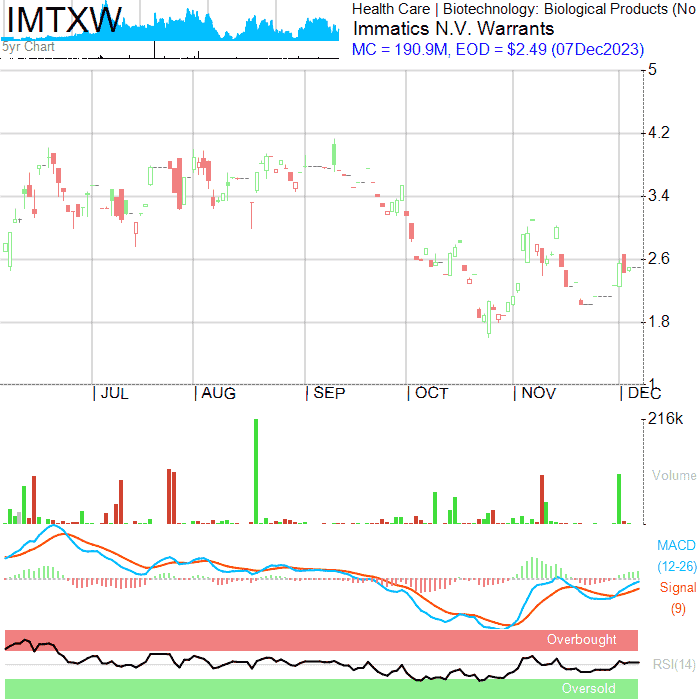 IMTXW
5yr Chart
Health Care | Biotechnology: Biological Products (No
Immatics N.V. Warrants
MC = 190.9M, EOD = $2.49 (07Dec2023)
5
4.2
3.4
2.6
1.8
1
JUL
AUG
SEP
OCT
NOV
DEC
216k
Volume
MACD
(12-26)
Signal
(9)
Overbought
RSI(14)
Oversold